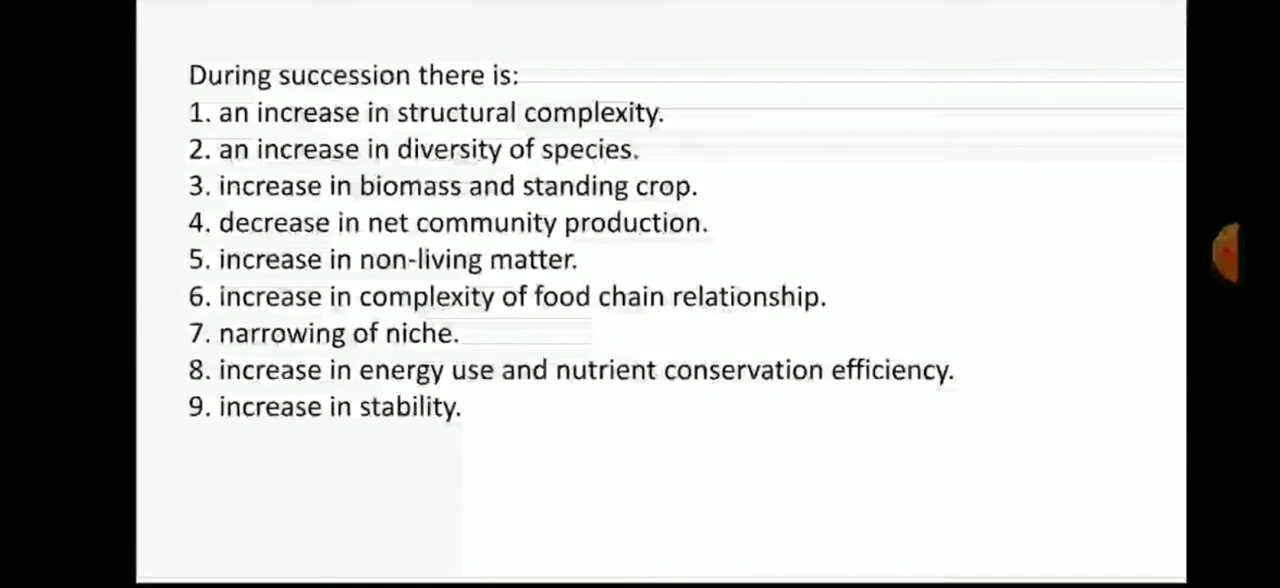 During succession there is:
1. an increase in structural complexity.
2. an increase in diversity of species.
3. increase in biomass and standing crop.
4. decrease in net community production.
5. increase in non-living matter.
6. increase in complexity of food chain relationship.
7. narrowing of niche.
8. increase in energy use and nutrient conservation efficiency.
9. increase in stability.